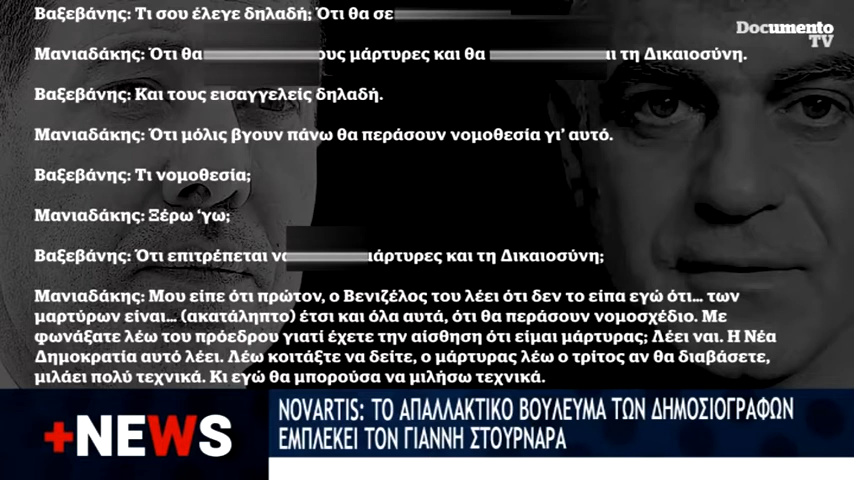 Βαξεβάνης: Τι σου έλεγε δηλαδή; Ότι θα σε
Documento
TV
Μανιαδάκης: Ότι θα ους μάρτυρες και θα ι τη Δικαιοσύνη.
Βαξεβάνης: Και τους εισαγγελείς δηλαδή.
Μανιαδάκης: Ότι μόλις βγουν πάνω θα περάσουν νομοθεσία γι' αυτό.
Βαξεβάνης: Τι νομοθεσία;
Μανιαδάκης: Ξέρω 'γω;
Βαξεβάνης: Ότι επιτρέπεται να μάρτυρες και τη Δικαιοσύνη;
Μανιαδάκης: Μου είπε ότι πρώτον, ο Βενιζέλος του λέει ότι δεν το είπα εγώ ότι... των
μαρτύρων είναι... (ακατάληπτο) έτσι και όλα αυτά, ότι θα περάσουν νομοσχέδιο. Με
φωνάξατε λέω του πρόεδρου γιατί έχετε την αίσθηση ότι είμαι μάρτυρας; Λέει ναι. Η Νέα
Δημοκρατία αυτό λέει. Λέω κοιτάξτε να δείτε, ο μάρτυρας λέω ο τρίτος αν θα διαβάσετε,
μιλάει πολύ τεχνικά. Κι εγώ θα μπορούσα να μιλήσω τεχνικά.
+NEWS
NOVARTIS: ΤΟ ΑΠΑΛΛΑΚΤΙΚΟ ΒΟΥΛΕΥΜΑ ΤΩΝ ΔΗΜΟΣΙΟΓΡΑΦΩΝ
ΕΜΠΛΕΚΕΙ ΤΟΝ ΓΙΑΝΝΗ ΣΤΟΥΡΝΑΡΑ